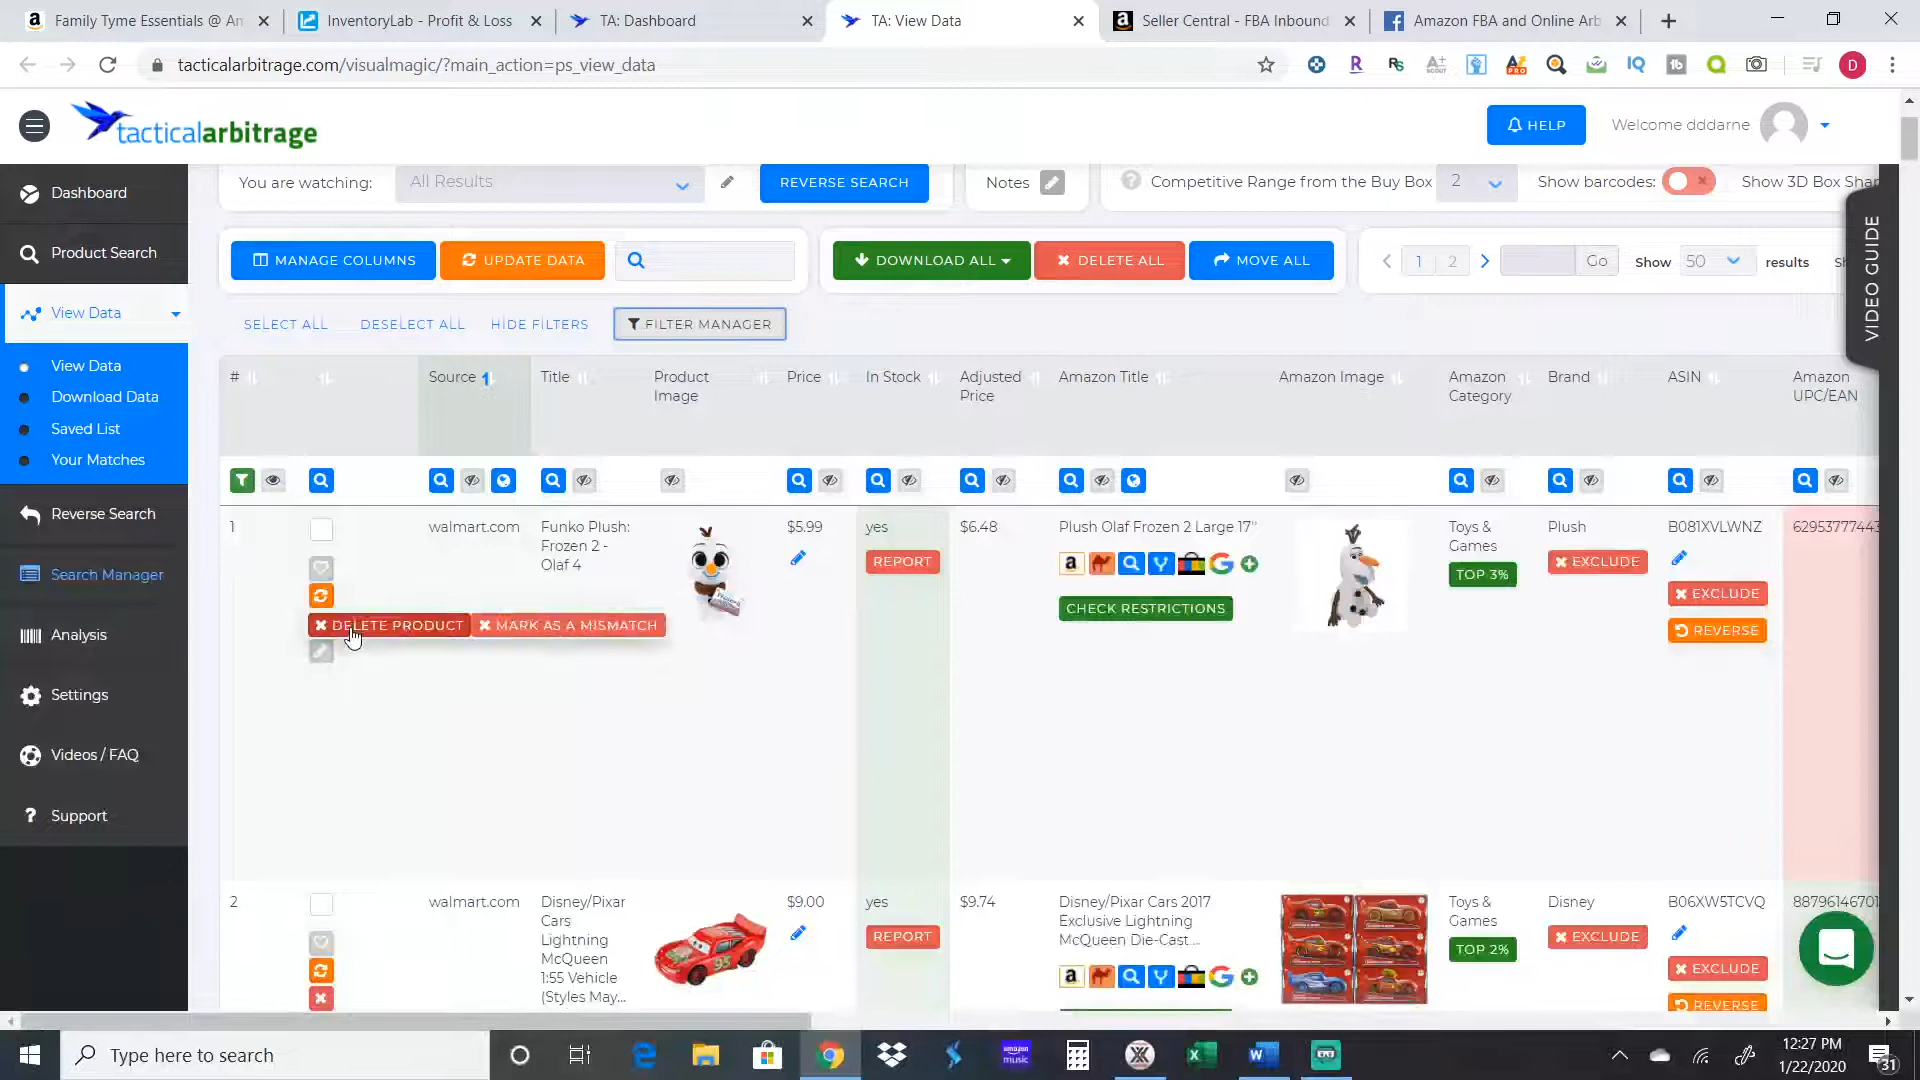 Family Tyme Essentials @ Am
InventoryLab - Profit & Loss
TA: Dashboard
TA: View Data
Seller Central - FBA Inbound
Amazon FBA and Online Arb
tacticalarbitrage.com/visualmagic/?main_action=ps_view_data
tacticalarbitrage
HELP
Welcome dddarne
Dashboard
Product Search
View Data
View Data
Download Data
Saved List
Your Matches
Reverse Search
Search Manager
Analysis
Settings
Videos / FAQ
Support
You are watching:
All Results
REVERSE SEARCH
Notes
Competitive Range from the Buy Box
2
Show barcodes:
Show 3D Box Shap
VIDEO GUIDE
MANAGE COLUMNS
UPDATE DATA
DOWNLOAD ALL
DELETE ALL
MOVE ALL
1
2
Go
Show
50
results
SELECT ALL
DESELECT ALL
HIDE FILTERS
FILTER MANAGER
#
Source
Title
Product
Image
Price
In Stock
Adjusted
Price
Amazon Title
Amazon Image
Amazon
Category
Brand
ASIN
Amazon
UPC/EAN
1
walmart.com
Funko Plush:
Frozen 2 -
Olaf 4
$5.99
yes
REPORT
$6.48
Plush Olaf Frozen 2 Large 17"
CHECK RESTRICTIONS
Toys &
Games
TOP 3%
Plush
EXCLUDE
B081XVLWNZ
EXCLUDE
REVERSE
62953777443
DELETE PRODUCT
MARK AS A MISMATCH
2
walmart.com
Disney/Pixar
Cars
Lightning
McQueen
1:55 Vehicle
(Styles May...
95
$9.00
yes
REPORT
$9.74
Disney/Pixar Cars 2017
Exclusive Lightning
McQueen Die-Cast ...
Toys &
Games
TOP 2%
Disney
EXCLUDE
B06XW5TCVQ
EXCLUDE
REVERSE
88796146701
Type here to search
12:27 PM
1/22/2020
31